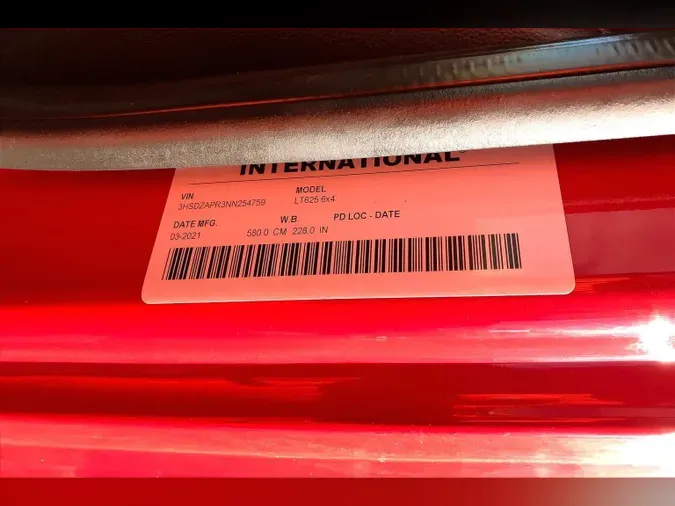 INTERNATIONAL
VIN MODEL
3HSDZAPR3NN254759 LT625 6x4
DATE MFG. W.B. PD LOC - DATE
03-2021 580.0 CM 228.0 IN